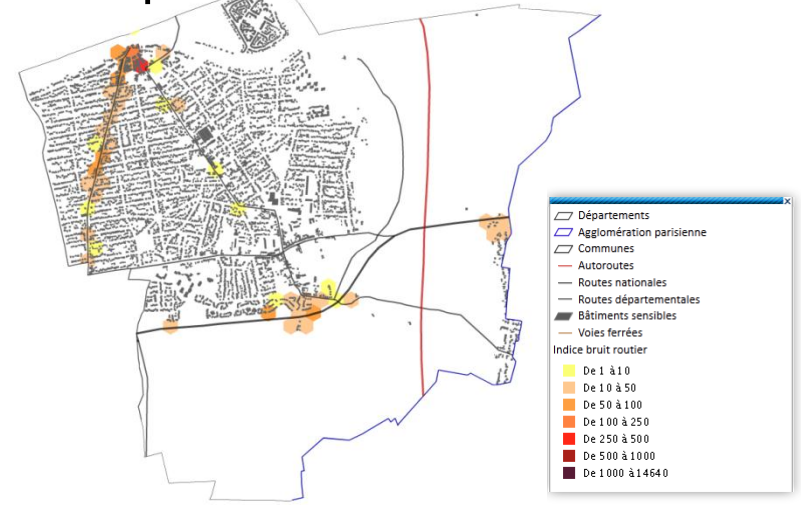 Départements
Agglomération parisienne
Communes
Autoroutes
Routes nationales
Routes départementales
Bâtiments sensibles
Voies ferrées
Indice bruit routier
De 1 à 10
De 10 à 50
De 50 à 100
De 100 à 250
De 250 à 500
De 500 à 1000
De 1000 à 14640